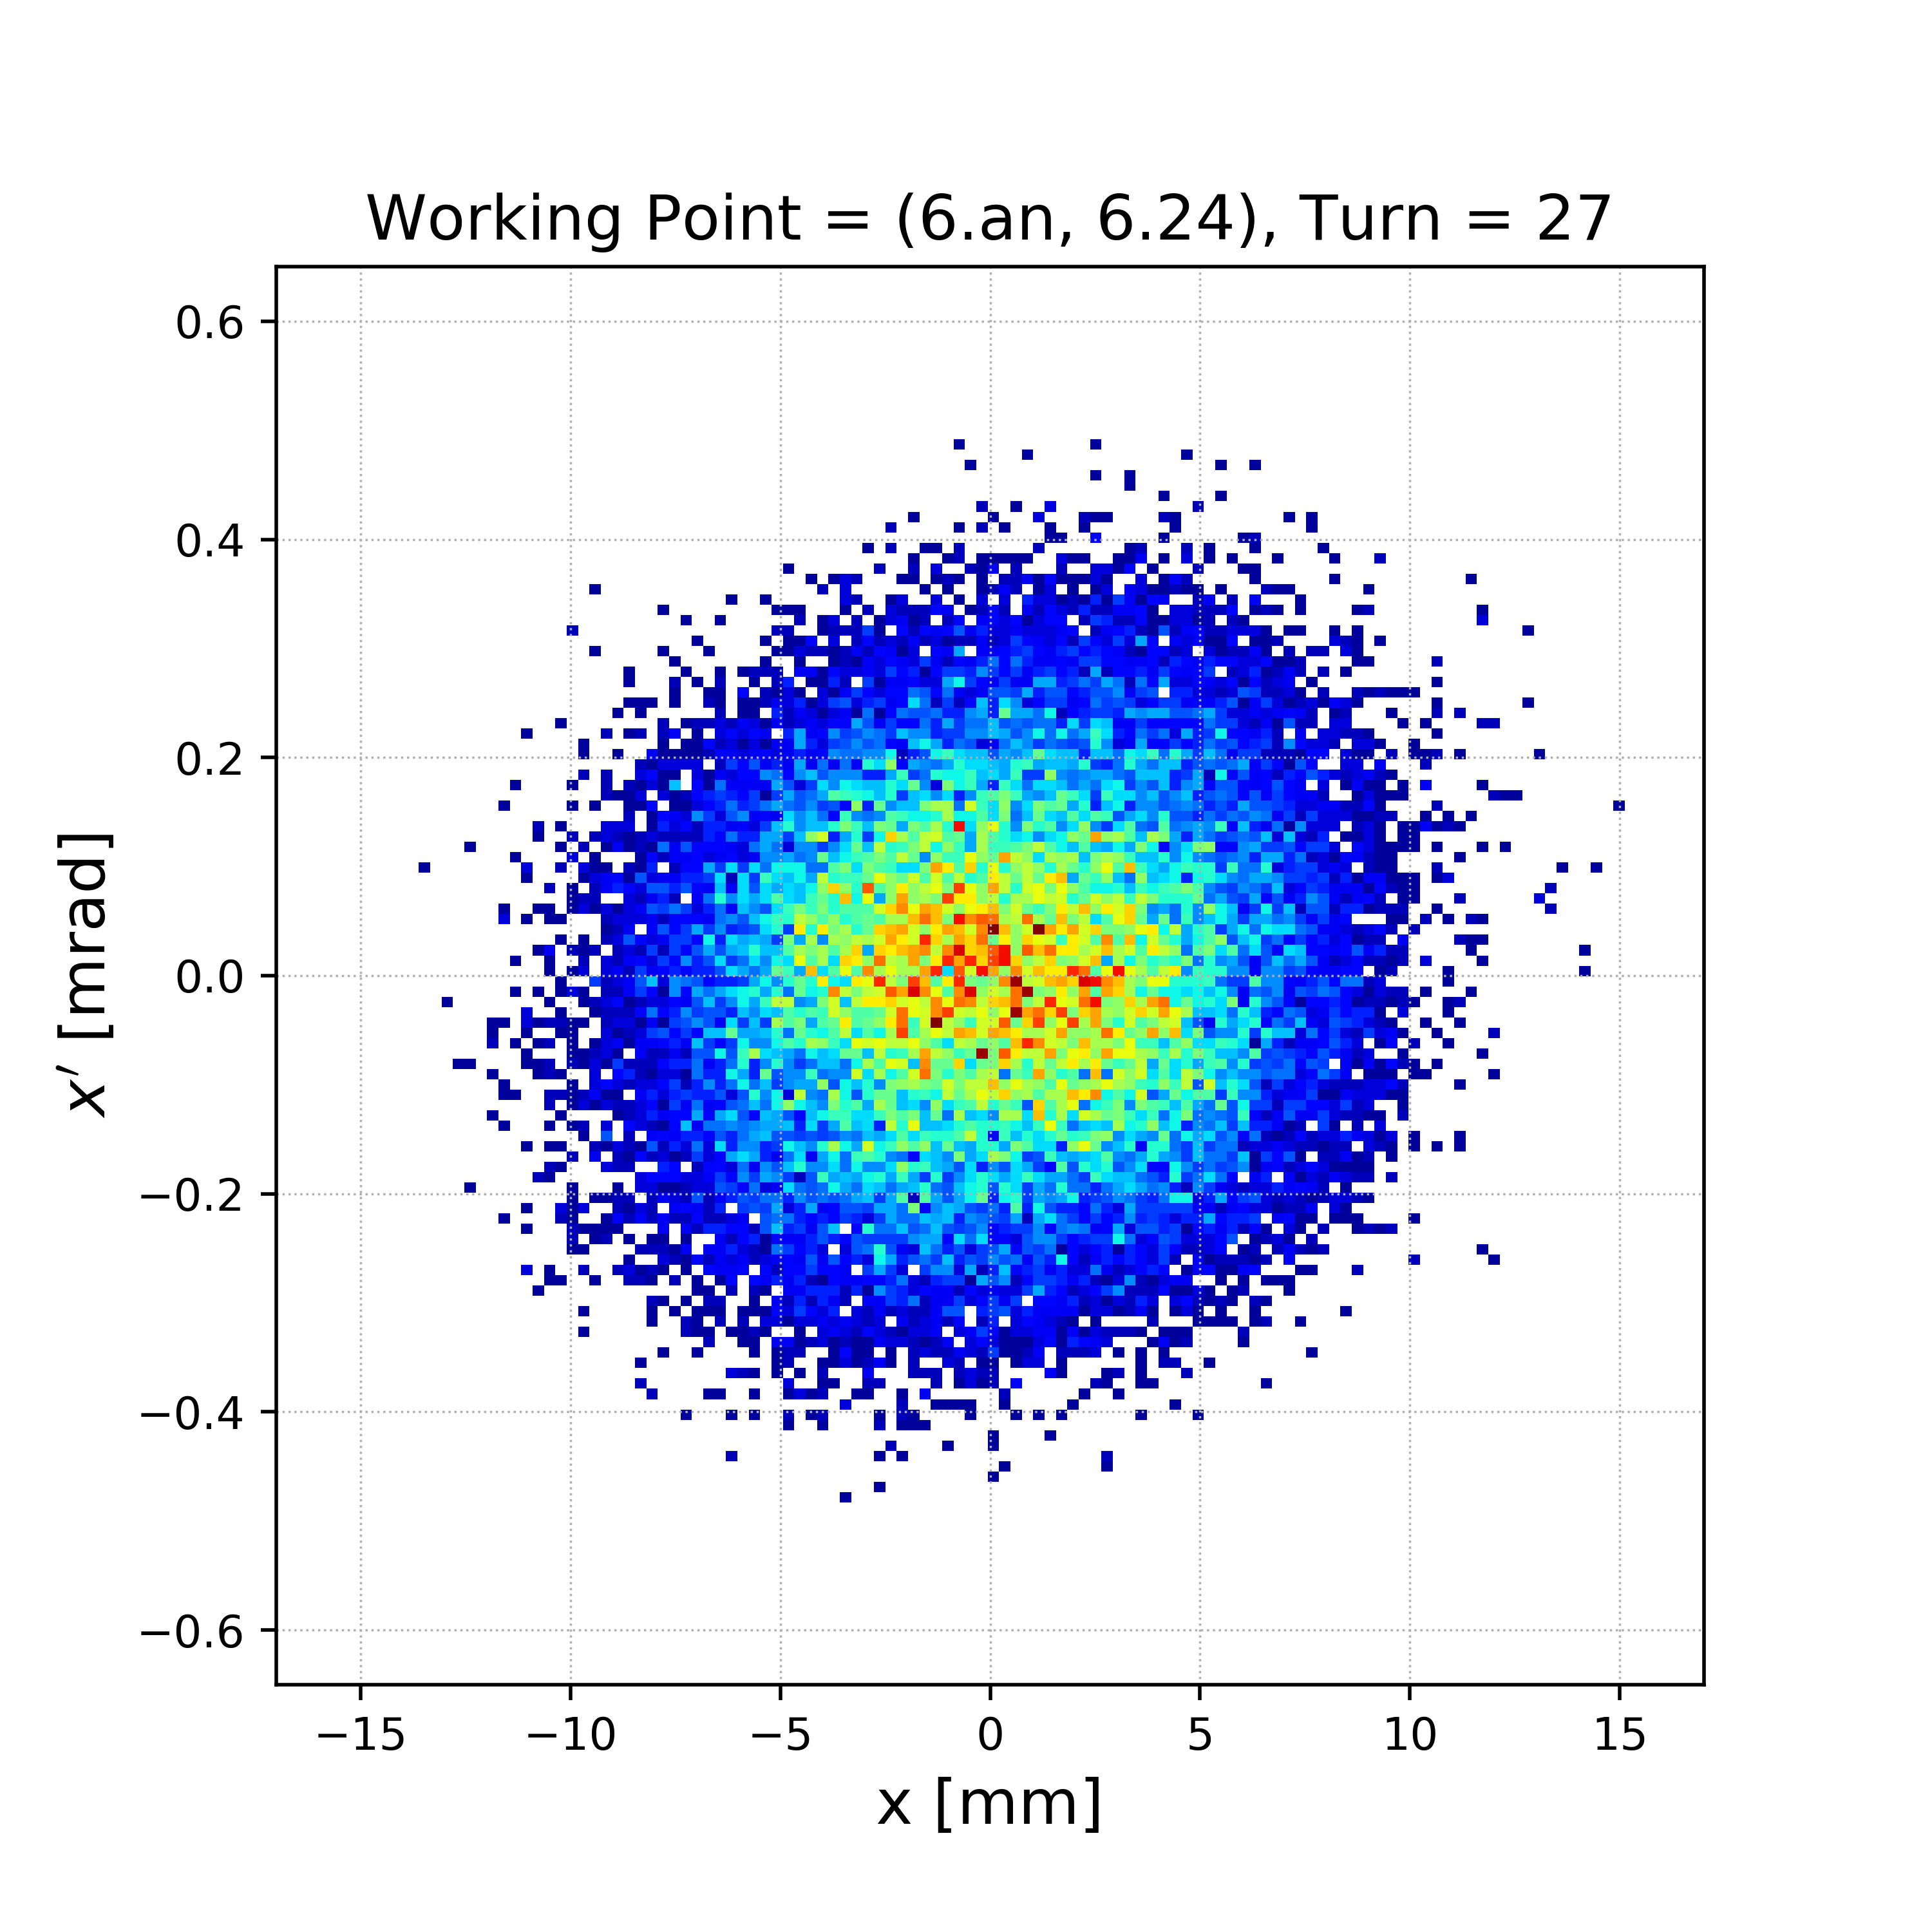 Working Point = (6.an, 6.24), Turn = 27
0.6
0.4
0.2
0.0
−0.2
−0.4
−0.6
x′ [mrad]
−15 −10 −5 0 5 10 15
x [mm]